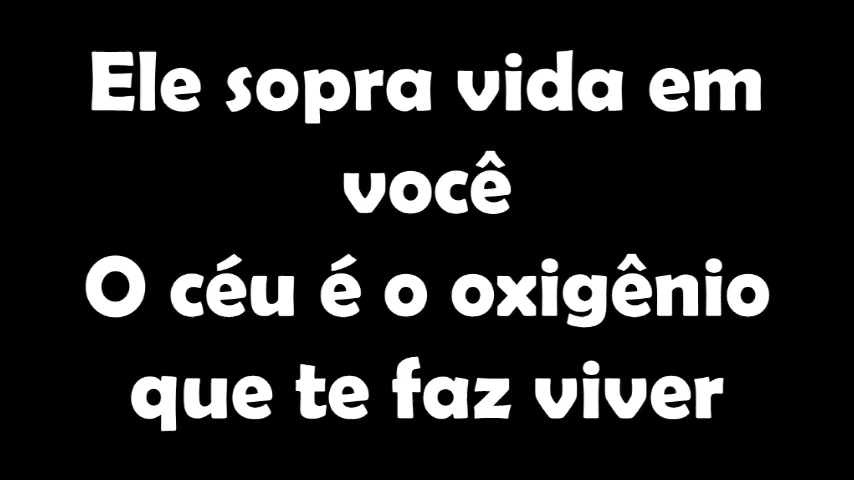 Ele sopra vida em
você
O céu é o oxigênio
que te faz viver